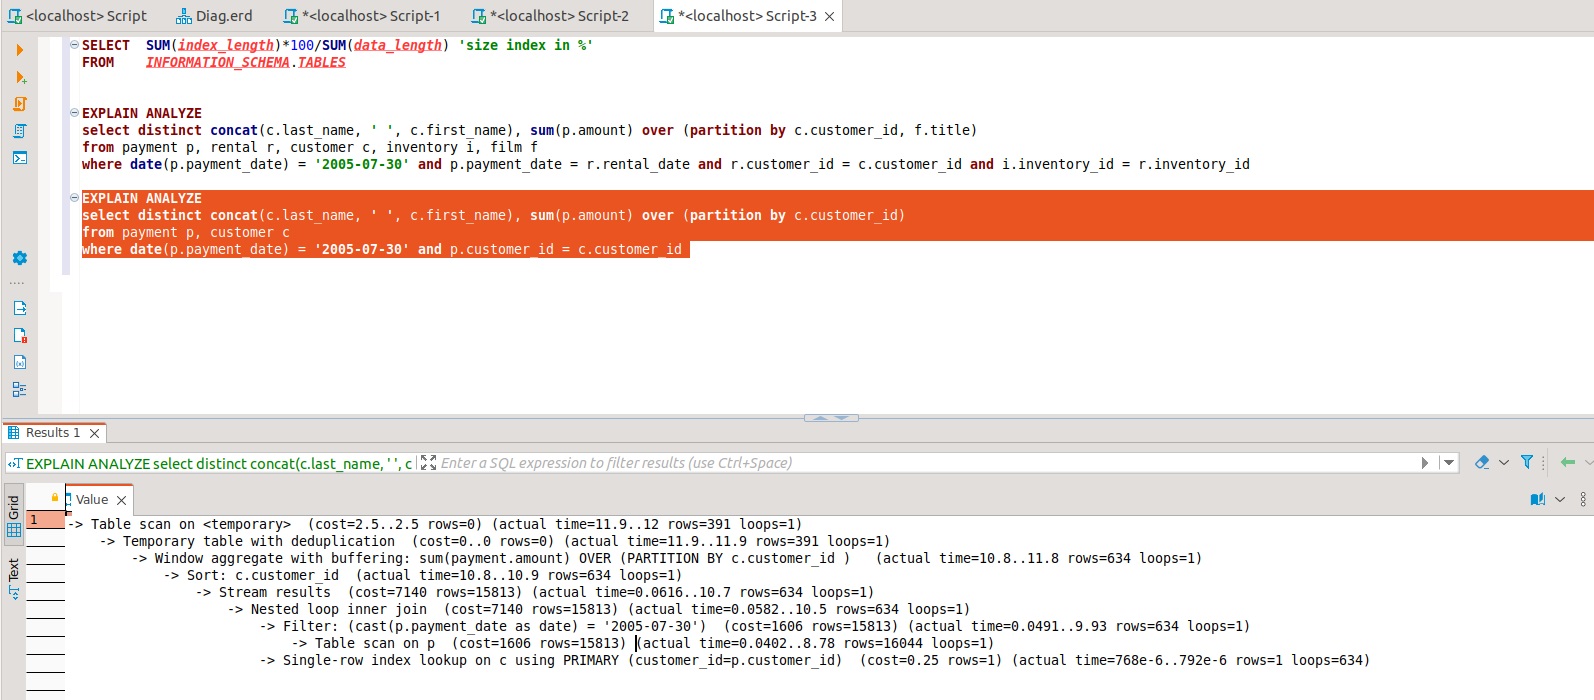 <localhost> Script
Diag.erd
*<localhost> Script-1
*<localhost> Script-2
*<localhost> Script-3
SELECT  SUM(index_length)*100/SUM(data_length) 'size index in %'
FROM    INFORMATION_SCHEMA.TABLES
EXPLAIN ANALYZE
select distinct concat(c.last_name, ' ', c.first_name), sum(p.amount) over (partition by c.customer_id, f.title)
from payment p, rental r, customer c, inventory i, film f
where date(p.payment_date) = '2005-07-30' and p.payment_date = r.rental_date and r.customer_id = c.customer_id and i.inventory_id = r.inventory_id
EXPLAIN ANALYZE
select distinct concat(c.last_name, ' ', c.first_name), sum(p.amount) over (partition by c.customer_id)
from payment p, customer c
where date(p.payment_date) = '2005-07-30' and p.customer_id = c.customer_id
Results 1
EXPLAIN ANALYZE select distinct concat(c.last_name, ' ', c
Enter a SQL expression to filter results (use Ctrl+Space)
Grid
Text
Value
1
-> Table scan on <temporary>  (cost=2.5..2.5 rows=0) (actual time=11.9..12 rows=391 loops=1)
-> Temporary table with deduplication  (cost=0..0 rows=0) (actual time=11.9..11.9 rows=391 loops=1)
-> Window aggregate with buffering: sum(payment.amount) OVER (PARTITION BY c.customer_id )   (actual time=10.8..11.8 rows=634 loops=1)
-> Sort: c.customer_id  (actual time=10.8..10.9 rows=634 loops=1)
-> Stream results  (cost=7140 rows=15813) (actual time=0.0616..10.7 rows=634 loops=1)
-> Nested loop inner join  (cost=7140 rows=15813) (actual time=0.0582..10.5 rows=634 loops=1)
-> Filter: (cast(p.payment_date as date) = '2005-07-30')  (cost=1606 rows=15813) (actual time=0.0491..9.93 rows=634 loops=1)
-> Table scan on p  (cost=1606 rows=15813) (actual time=0.0402..8.78 rows=16044 loops=1)
-> Single-row index lookup on c using PRIMARY (customer_id=p.customer_id)  (cost=0.25 rows=1) (actual time=768e-6..792e-6 rows=1 loops=634)